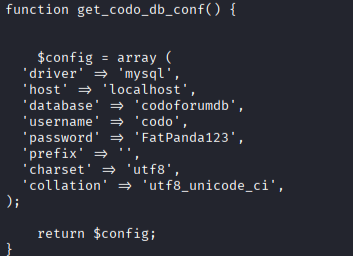 function get_codo_db_conf() {
$config = array (
'driver' => 'mysql',
'host' => 'localhost',
'database' => 'codoforumdb',
'username' => 'codo',
'password' => 'FatPanda123',
'prefix' => '',
'charset' => 'utf8',
'collation' => 'utf8_unicode_ci',
);
return $config;
}